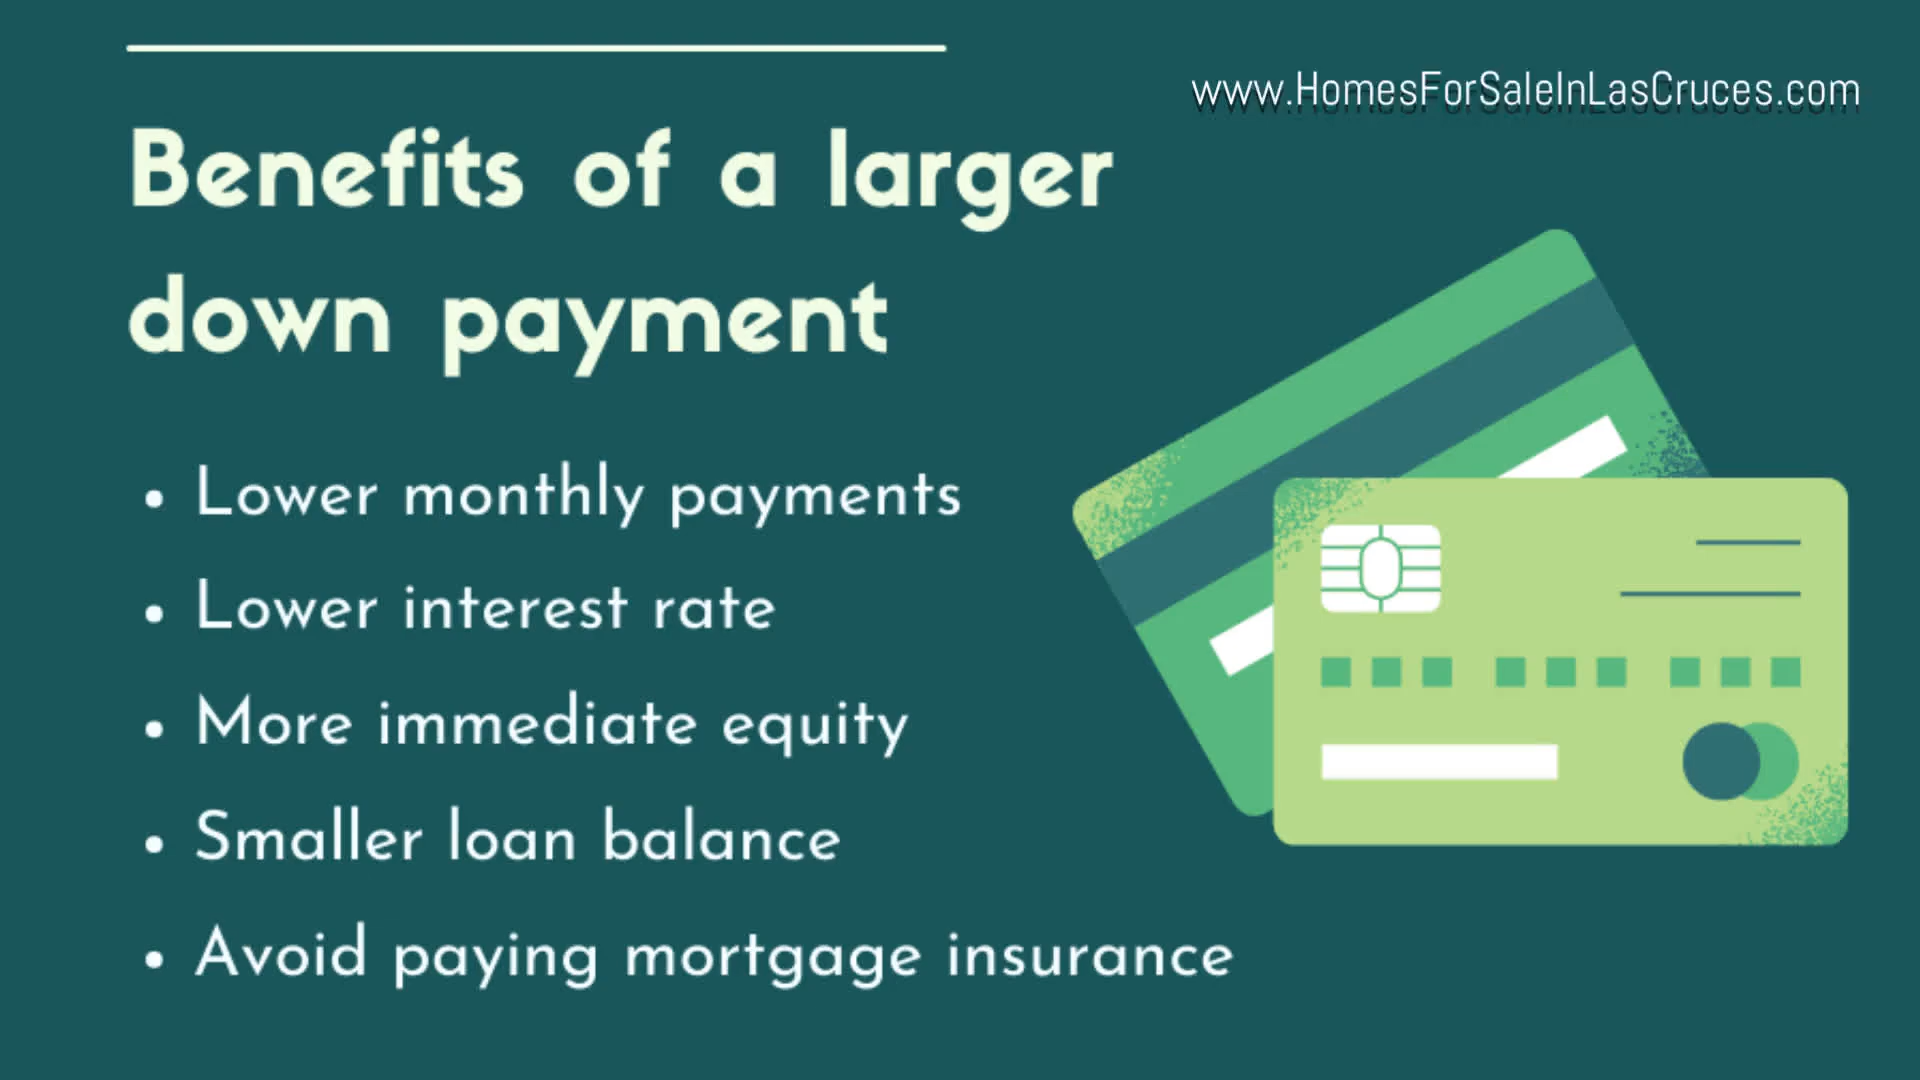 www.HomesForSaleInLasCruces.com
Benefits of a larger
down payment
• Lower monthly payments
• Lower interest rate
• More immediate equity
• Smaller loan balance
• Avoid paying mortgage insurance